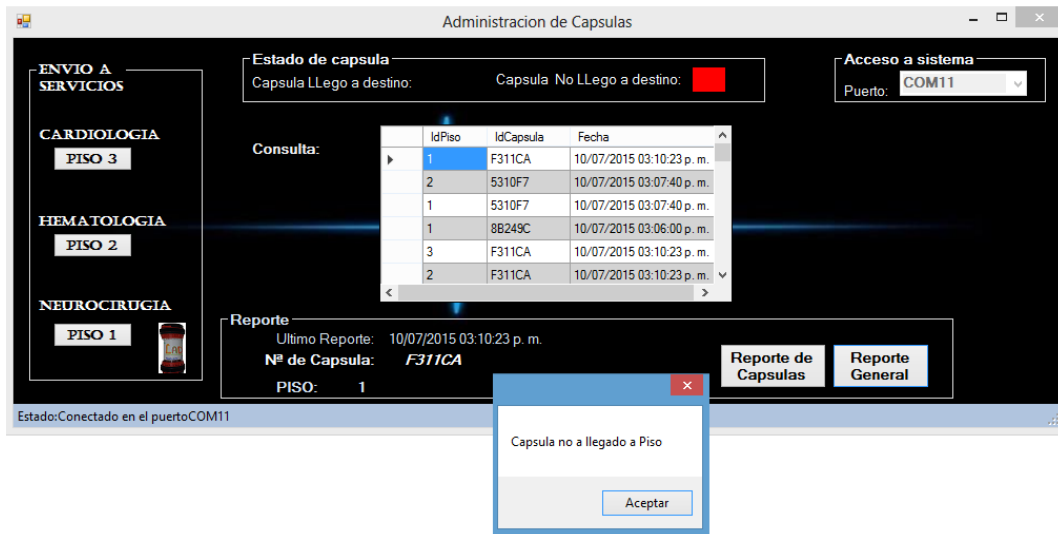 Administracion de Capsulas
ENVIO A
SERVICIOS
CARDIOLOGIA
PISO 3
HEMATOLOGIA
PISO 2
NEUROCIRUGIA
PISO 1
Estado de capsula
Capsula LLego a destino:
Capsula No LLego a destino:
Acceso a sistema
Puerto: COM11
Consulta:
IdPiso IdCapsula Fecha
1 F311CA 10/07/2015 03:10:23 p. m.
2 5310F7 10/07/2015 03:07:40 p. m.
1 5310F7 10/07/2015 03:07:40 p. m.
1 8B249C 10/07/2015 03:06:00 p. m.
3 F311CA 10/07/2015 03:10:23 p. m.
2 F311CA 10/07/2015 03:10:23 p. m.
Reporte
Ultimo Reporte: 10/07/2015 03:10:23 p. m.
Nª de Capsula: F311CA
PISO: 1
Reporte de
Capsulas
Reporte
General
Estado:Conectado en el puertoCOM11
Capsula no a llegado a Piso
Aceptar